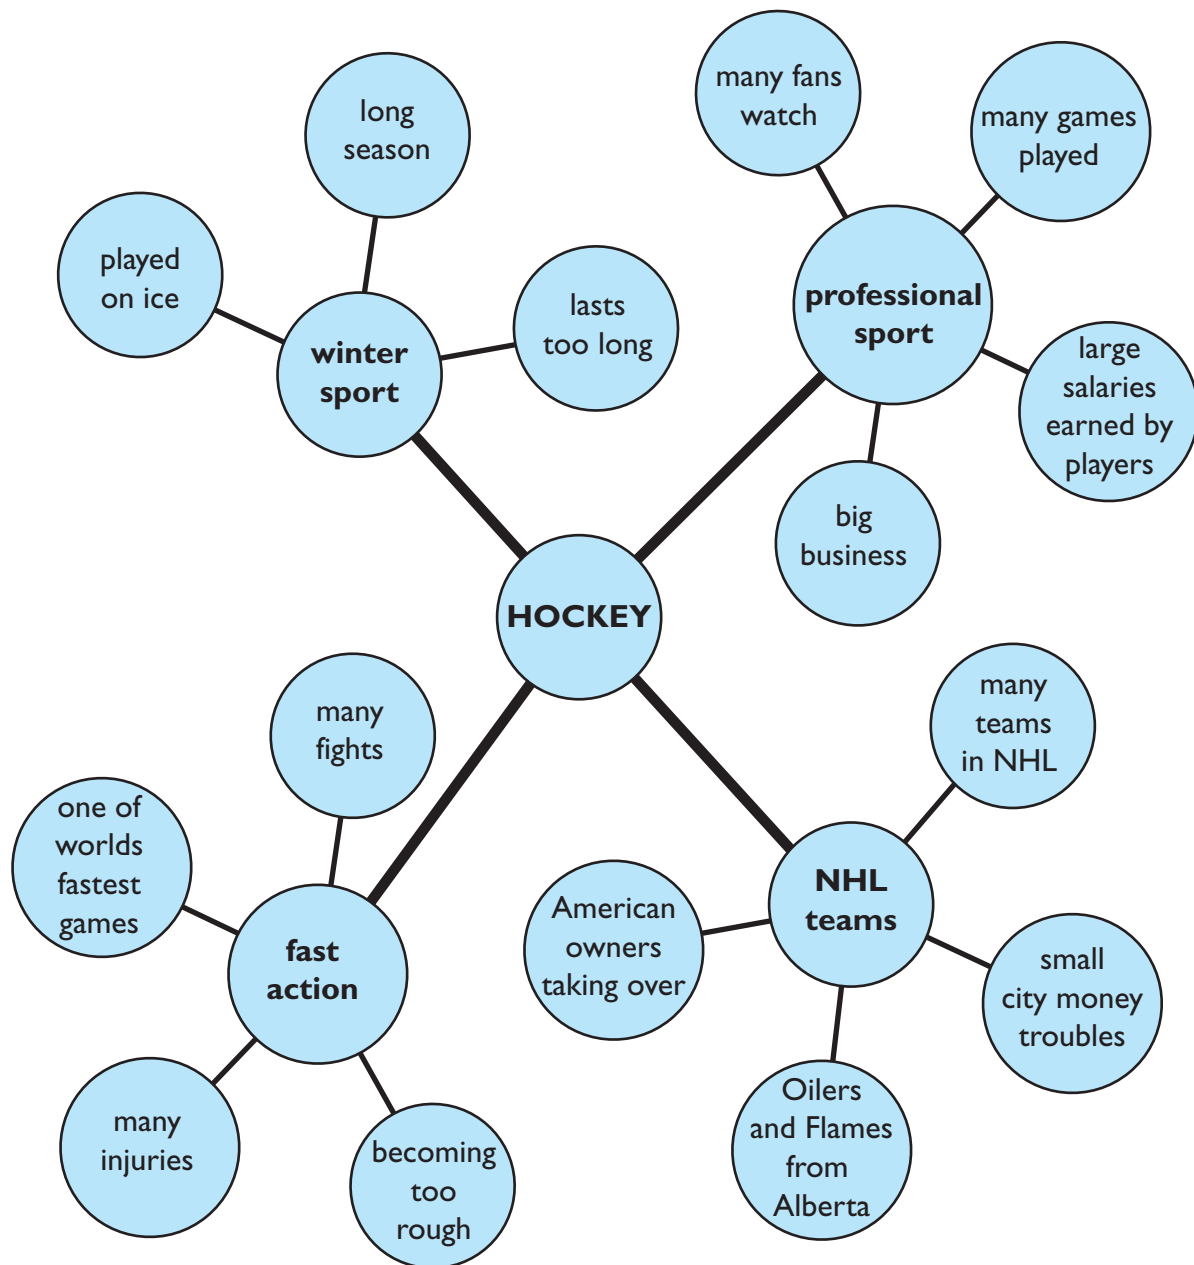 long
season
played
on ice
lasts
too long
winter
sport
many fans
watch
many games
played
professional
sport
large
salaries
earned by
players
big
business
HOCKEY
many
fights
one of
worlds
fastest
games
fast
action
many
injuries
becoming
too
rough
many
teams
in NHL
NHL
teams
American
owners
taking over
small
city money
troubles
Oilers
and Flames
from
Alberta